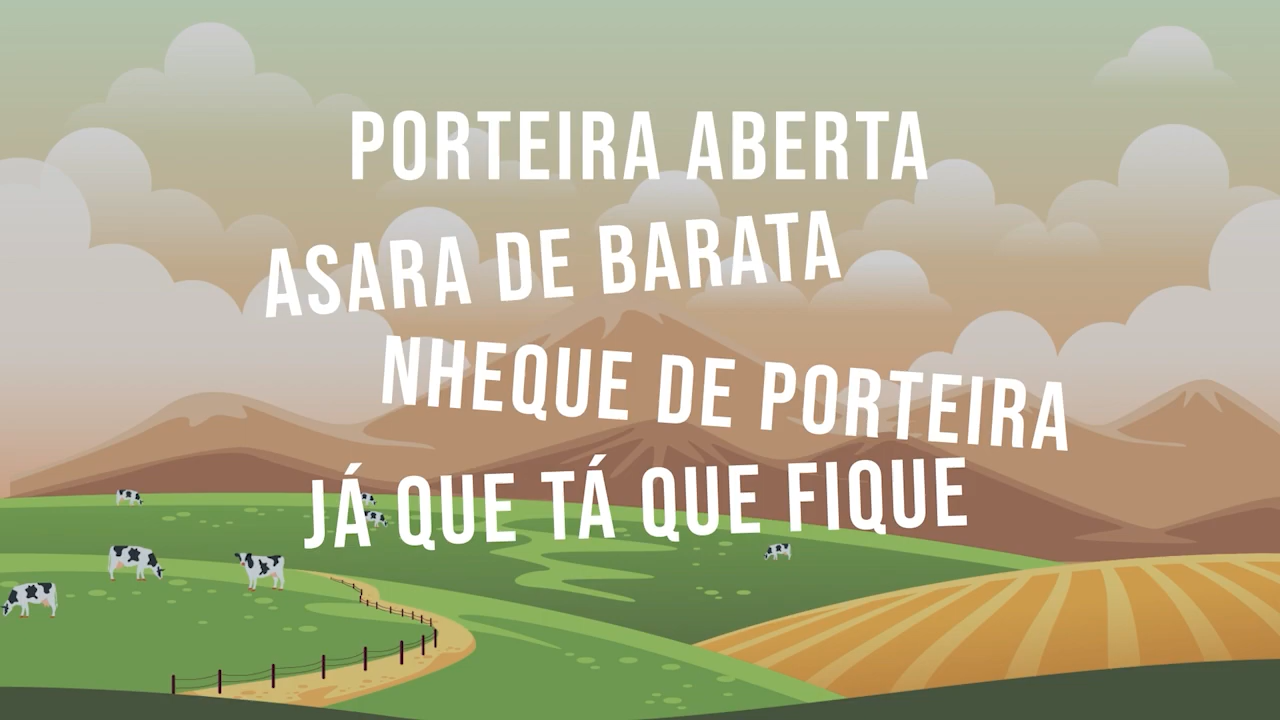 PORTEIRA ABERTA
ASARA DE BARATA
NHEQUE DE PORTEIRA
JÁ QUE TÁ QUE FIQUE